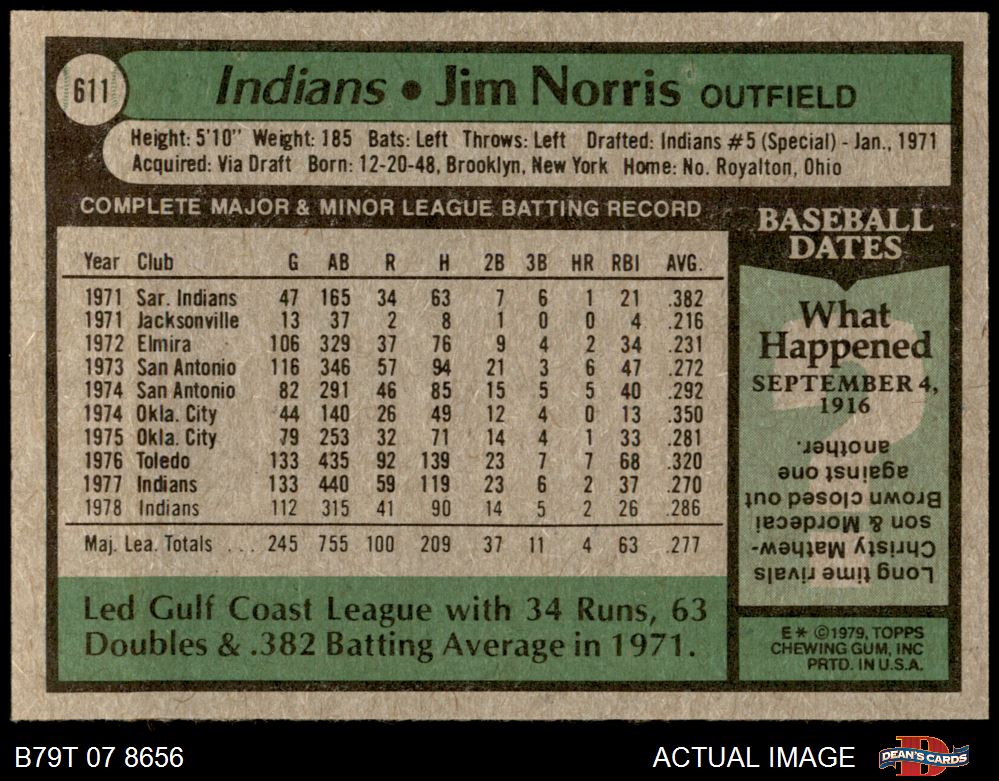 611
Indians • Jim Norris OUTFIELD
Height: 5'10" Weight: 185 Bats: Left Throws: Left Drafted: Indians #5 (Special) - Jan., 1971
Acquired: Via Draft Born: 12-20-48, Brooklyn, New York Home: No. Royalton, Ohio
COMPLETE MAJOR & MINOR LEAGUE BATTING RECORD
Year Club G AB R H 2B 3B HR RBI AVG.
1971 Sar. Indians 47 165 34 63 7 6 1 21 .382
1971 Jacksonville 13 37 2 8 1 0 0 4 .216
1972 Elmira 106 329 37 76 9 4 2 34 .231
1973 San Antonio 116 346 57 94 21 3 6 47 .272
1974 San Antonio 82 291 46 85 15 5 5 40 .292
1974 Okla. City 44 140 26 49 12 4 0 13 .350
1975 Okla. City 79 253 32 71 14 4 1 33 .281
1976 Toledo 133 435 92 139 23 7 7 68 .320
1977 Indians 133 440 59 119 23 6 2 37 .270
1978 Indians 112 315 41 90 14 5 2 26 .286
Maj. Lea. Totals ... 245 755 100 209 37 11 4 63 .277
Led Gulf Coast League with 34 Runs, 63
Doubles & .382 Batting Average in 1971.
BASEBALL
DATES
What
Happened
SEPTEMBER 4,
1916
Long time rivals
Christy Mathew-
son & Mordecai
Brown closed out
against one
another.
E* ©1979, TOPPS
CHEWING GUM, INC
PRTD. IN U.S.A.
B79T 07 8656
ACTUAL IMAGE
DEAN'S CARDS